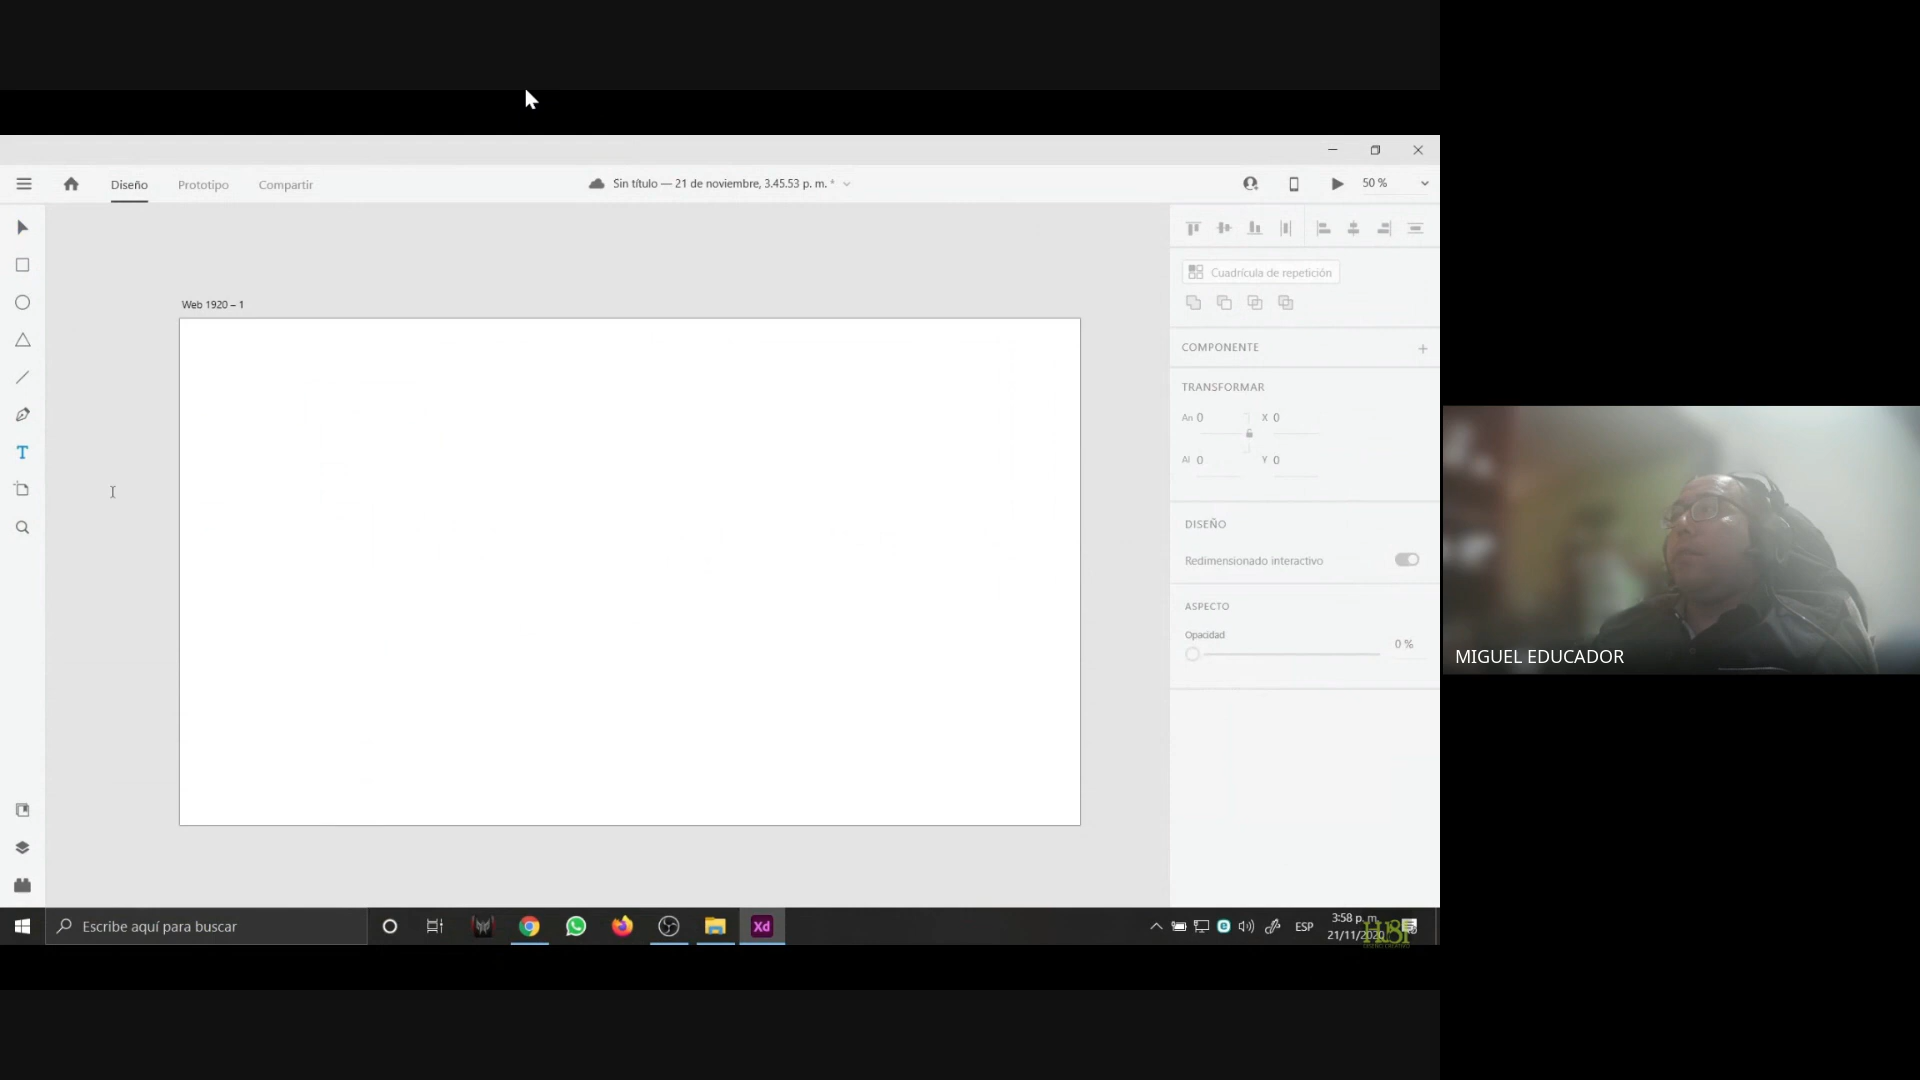 Diseño
Prototipo
Compartir
Sin título — 21 de noviembre, 3.45.53 p. m. *
50 %
Cuadrícula de repetición
Web 1920 – 1
COMPONENTE
TRANSFORMAR
An 0
X 0
Al 0
Y 0
DISEÑO
Redimensionado interactivo
ASPECTO
Opacidad
0 %
MIGUEL EDUCADOR
T
Escribe aquí para buscar
Xd
ESP
3:58 p. m.
21/11/2020